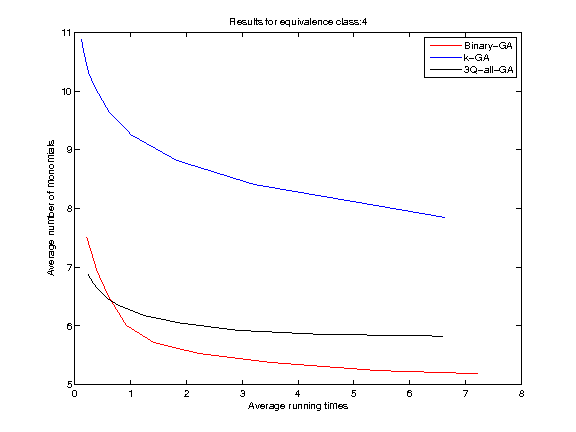 Results for equivalence class:4
Binary-GA
k-GA
3Q-all-GA
Average number of monomials
11
10
9
8
7
6
5
0 1 2 3 4 5 6 7 8
Average running times